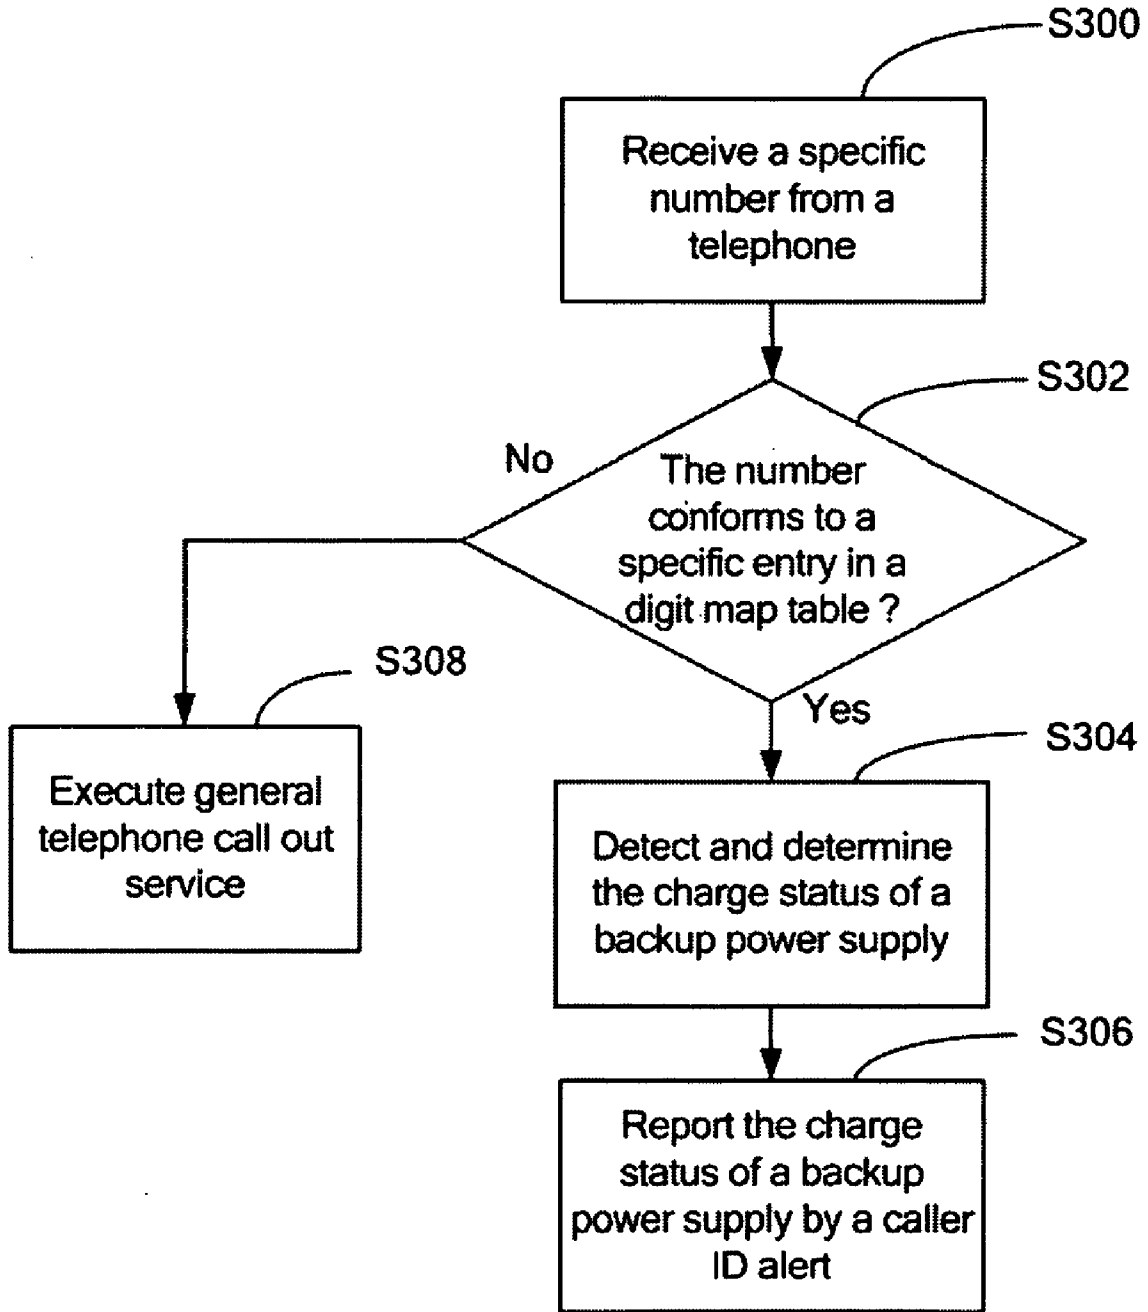 S300
Receive a specific
number from a
telephone
S302
No
The number
conforms to a
specific entry in a
digit map table ?
S308
Yes
S304
Execute general
telephone call out
service
Detect and determine
the charge status of a
backup power supply
S306
Report the charge
status of a backup
power supply by a caller
ID alert